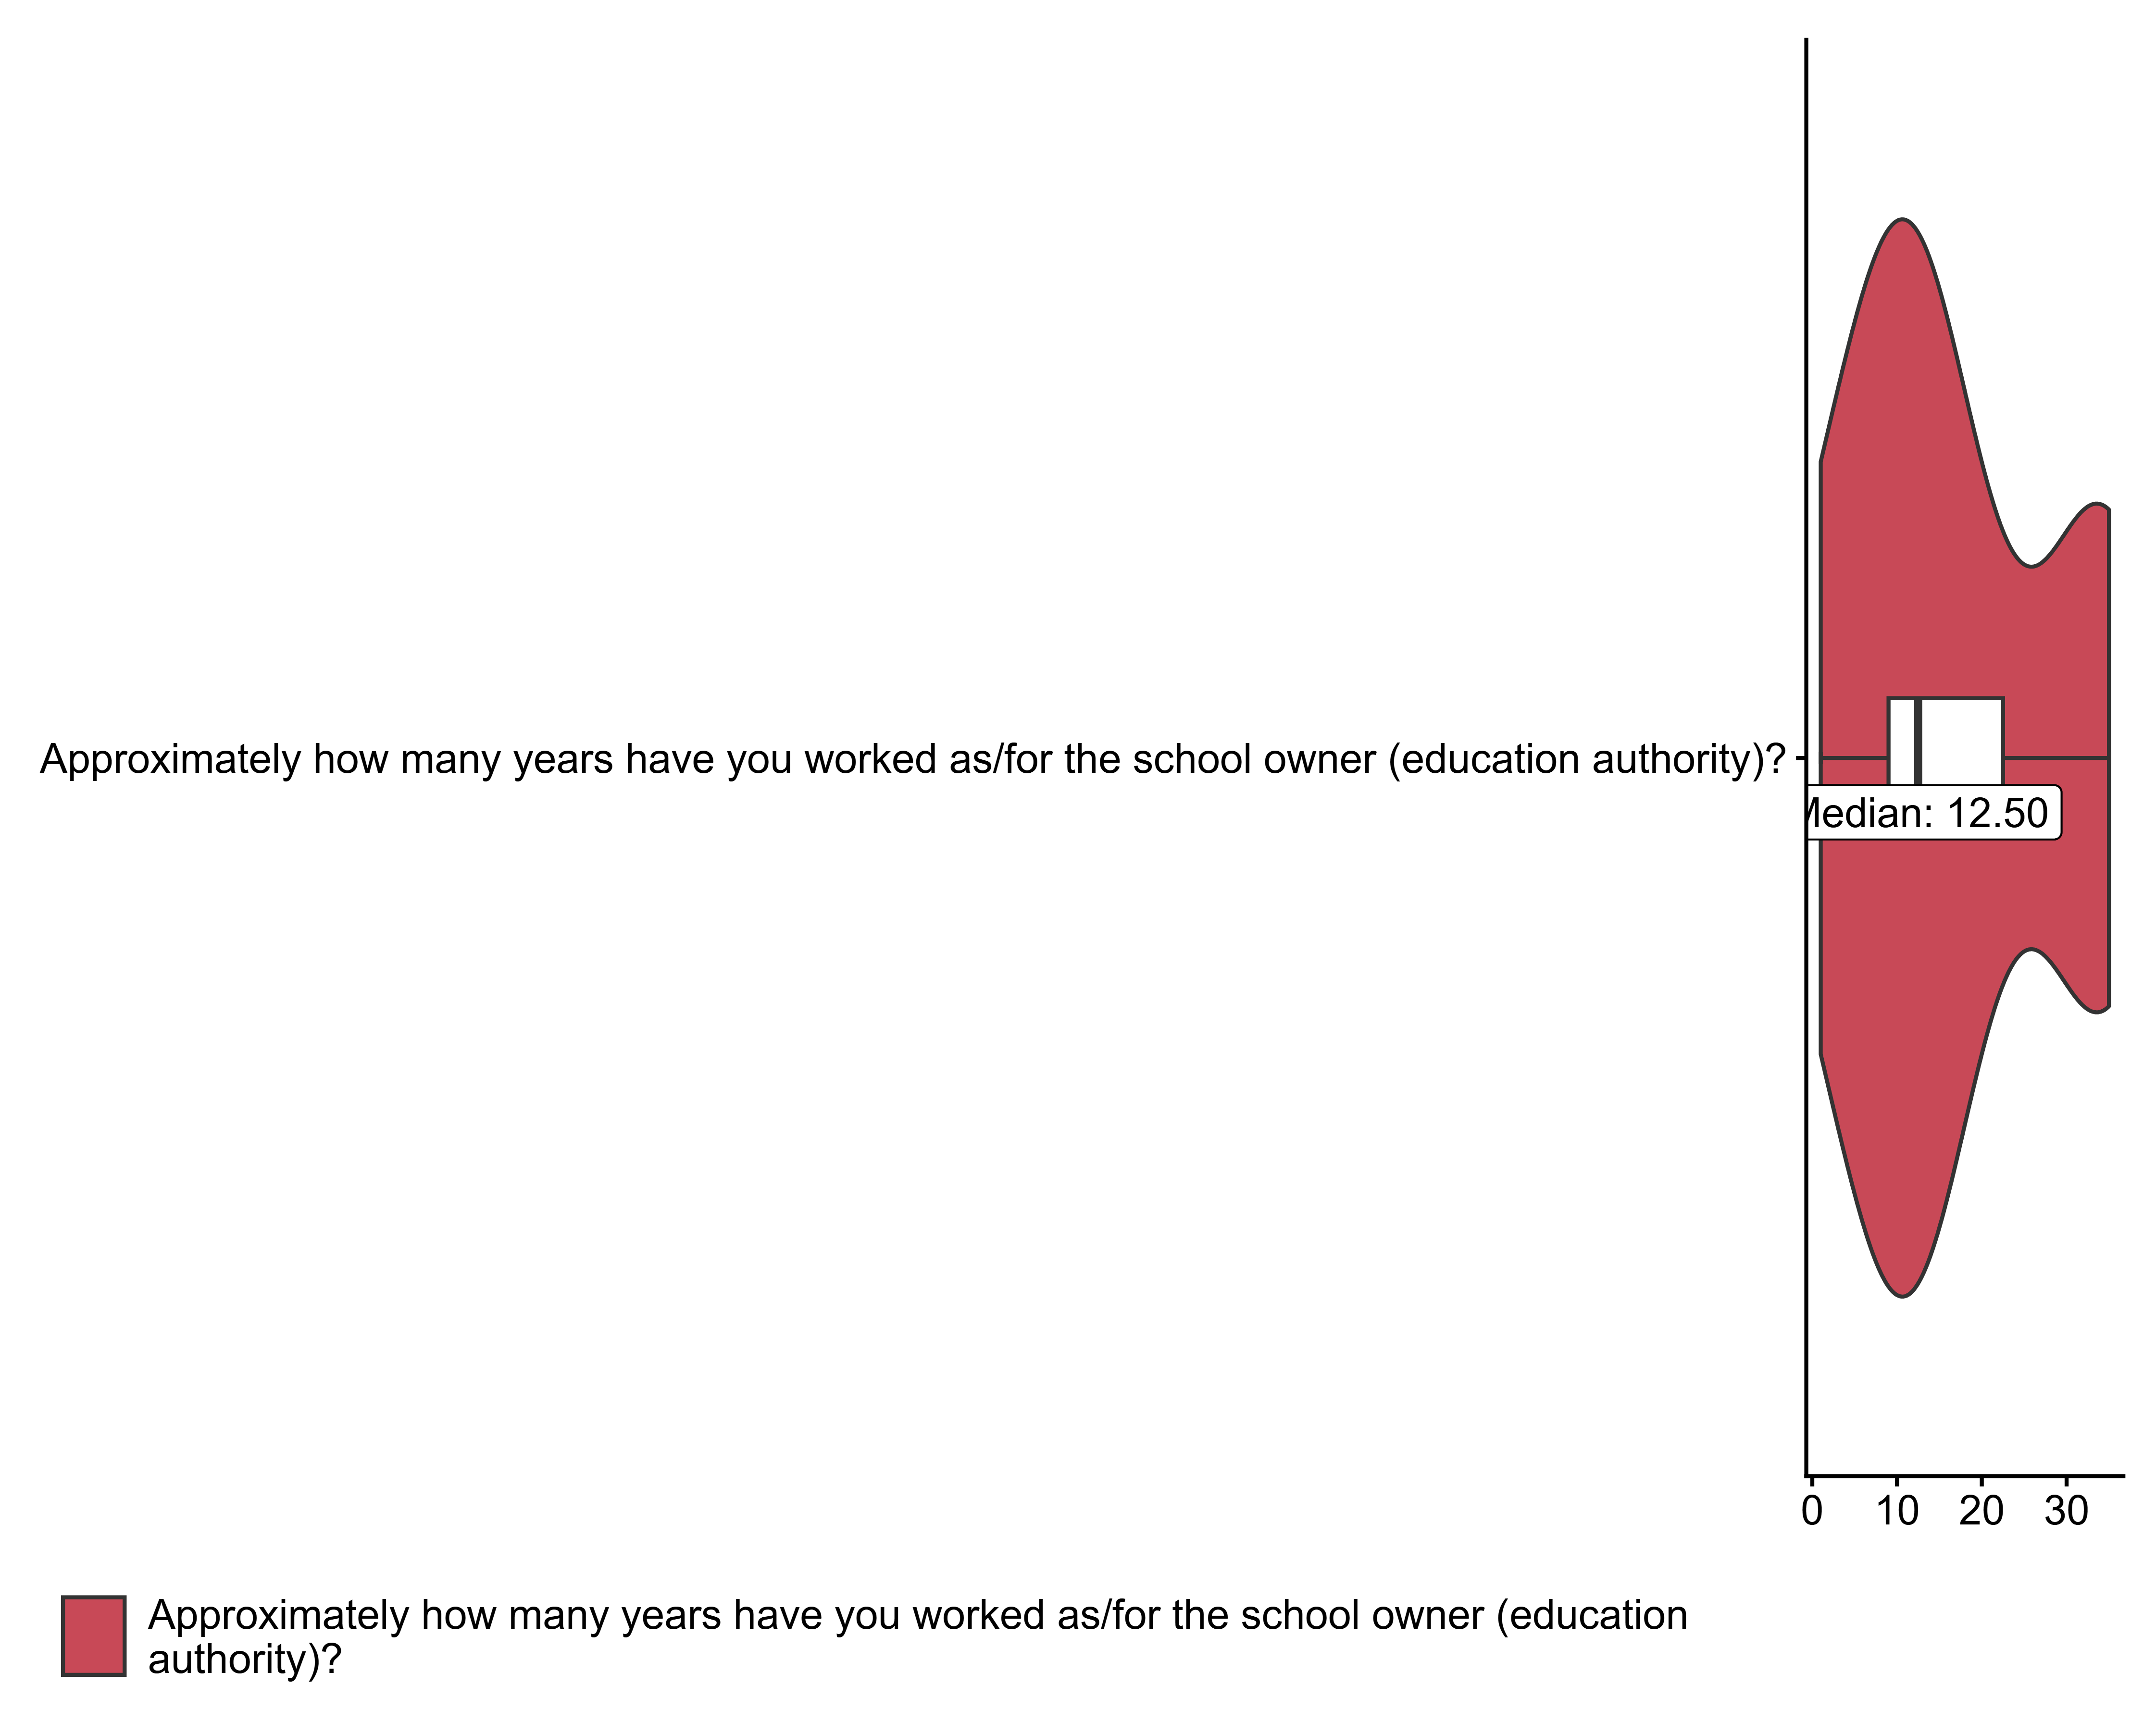 Approximately how many years have you worked as/for the school owner (education authority)?
Median: 12.50
0 10 20 30
Approximately how many years have you worked as/for the school owner (education
authority)?